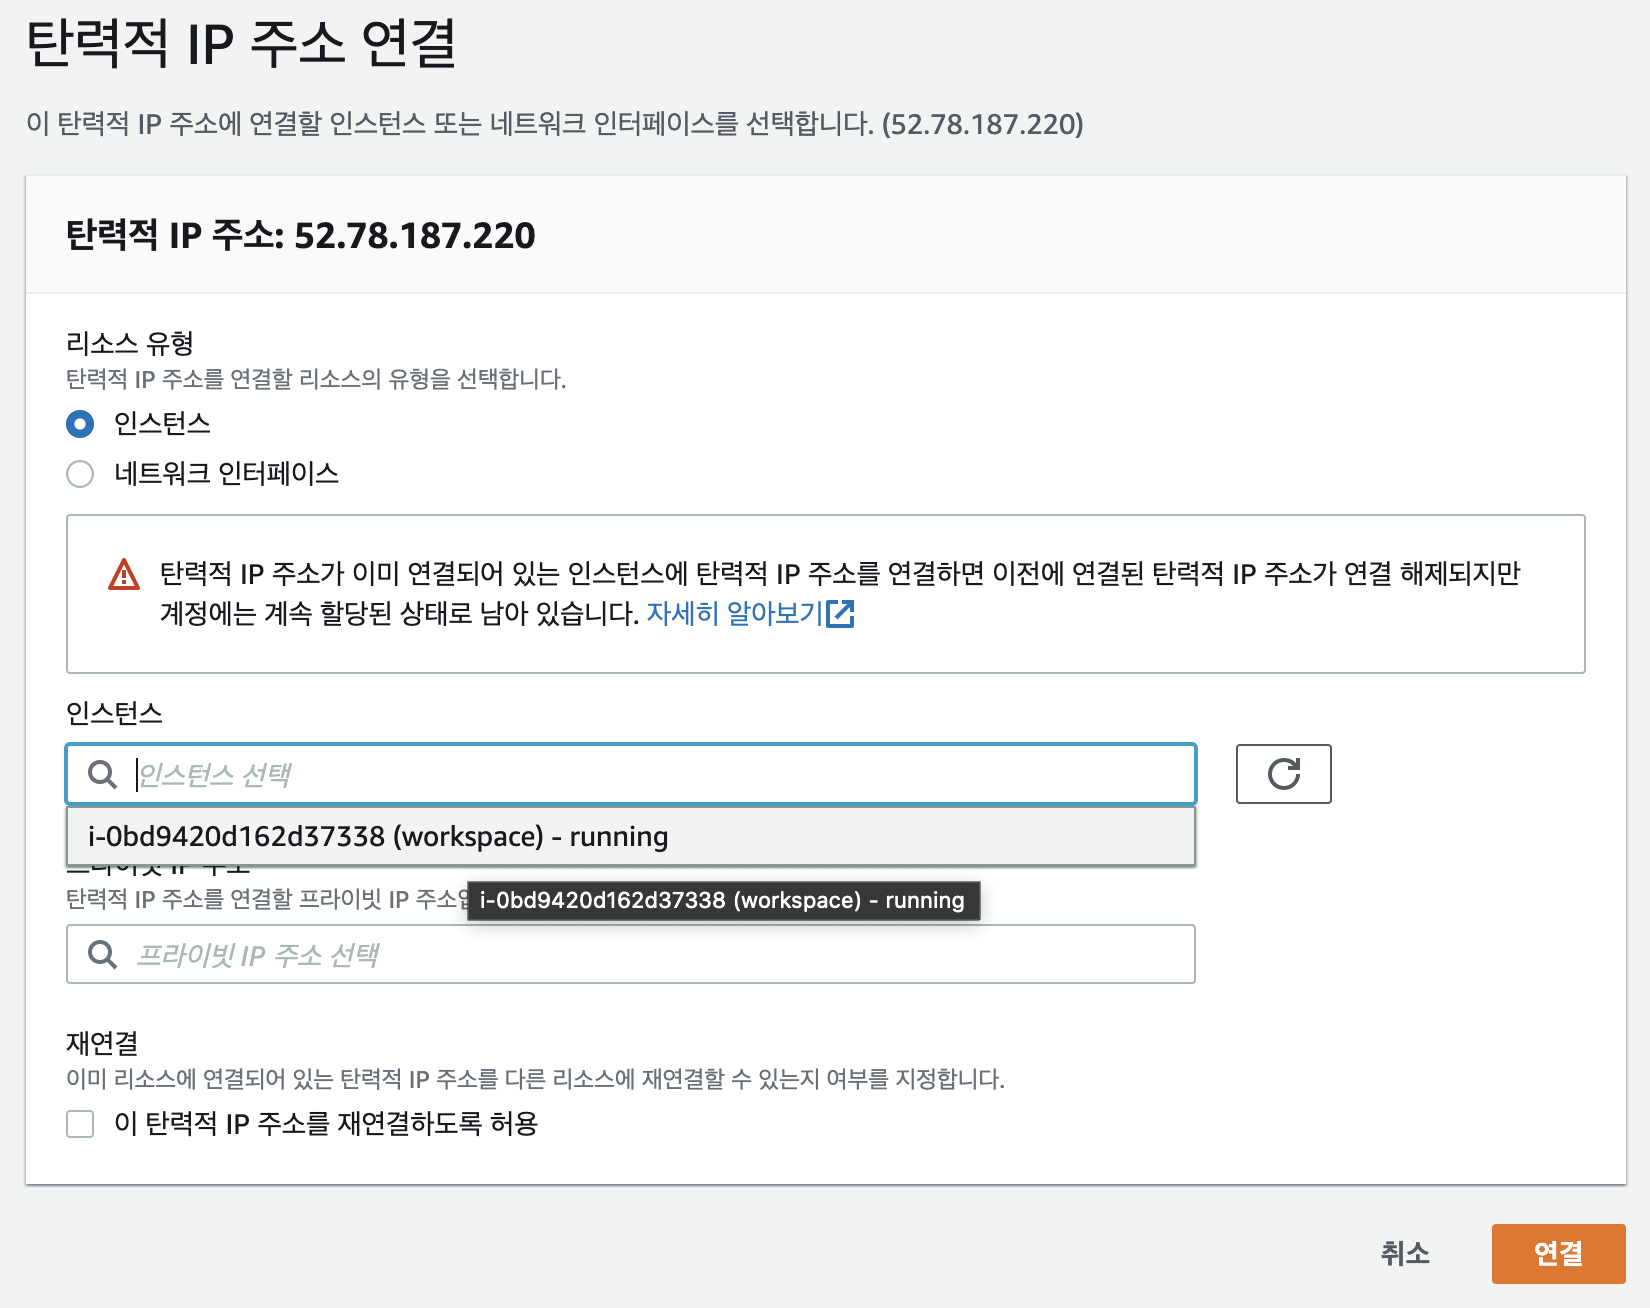 탄력적 IP 주소 연결
이 탄력적 IP 주소에 연결할 인스턴스 또는 네트워크 인터페이스를 선택합니다. (52.78.187.220)
탄력적 IP 주소: 52.78.187.220
리소스 유형
탄력적 IP 주소를 연결할 리소스의 유형을 선택합니다.
인스턴스
네트워크 인터페이스
탄력적 IP 주소가 이미 연결되어 있는 인스턴스에 탄력적 IP 주소를 연결하면 이전에 연결된 탄력적 IP 주소가 연결 해제되지만
계정에는 계속 할당된 상태로 남아 있습니다. 자세히 알아보기
인스턴스
인스턴스 선택
i-0bd9420d162d37338 (workspace) - running
프라이빗 IP 주소
탄력적 IP 주소를 연결할 프라이빗 IP 주소
i-0bd9420d162d37338 (workspace) - running
프라이빗 IP 주소 선택
재연결
이미 리소스에 연결되어 있는 탄력적 IP 주소를 다른 리소스에 재연결할 수 있는지 여부를 지정합니다.
이 탄력적 IP 주소를 재연결하도록 허용
취소
연결